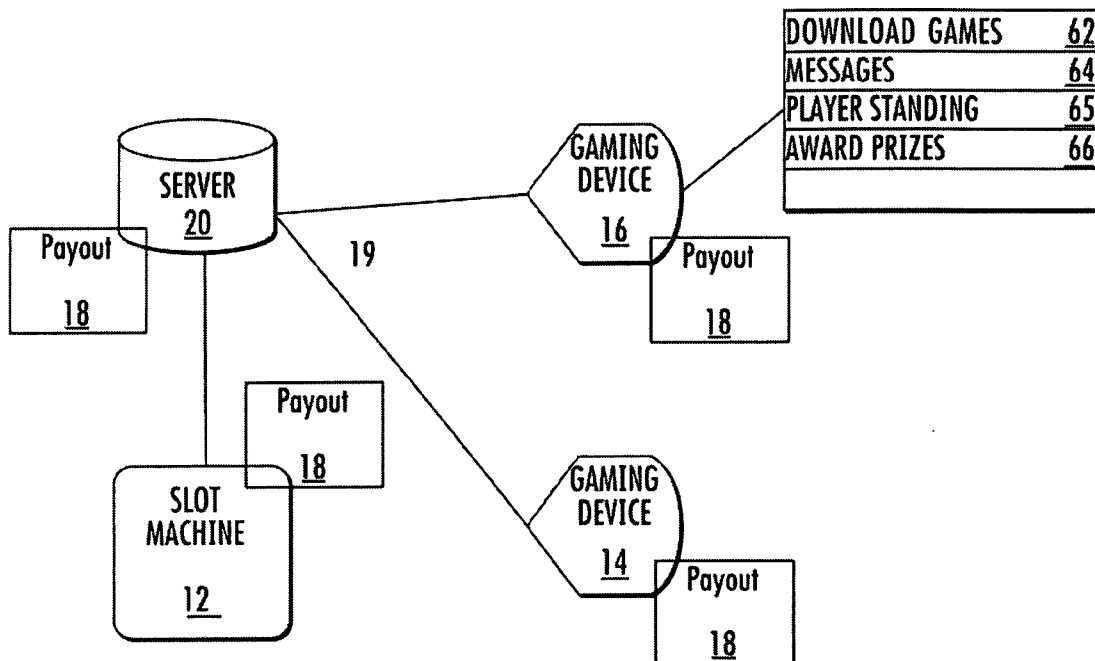 DOWNLOAD GAMES 62
MESSAGES 64
PLAYER STANDING 65
AWARD PRIZES 66
SERVER
20
Payout
18
19
GAMING
DEVICE
16
Payout
18
Payout
18
SLOT
MACHINE
12
GAMING
DEVICE
14
Payout
18